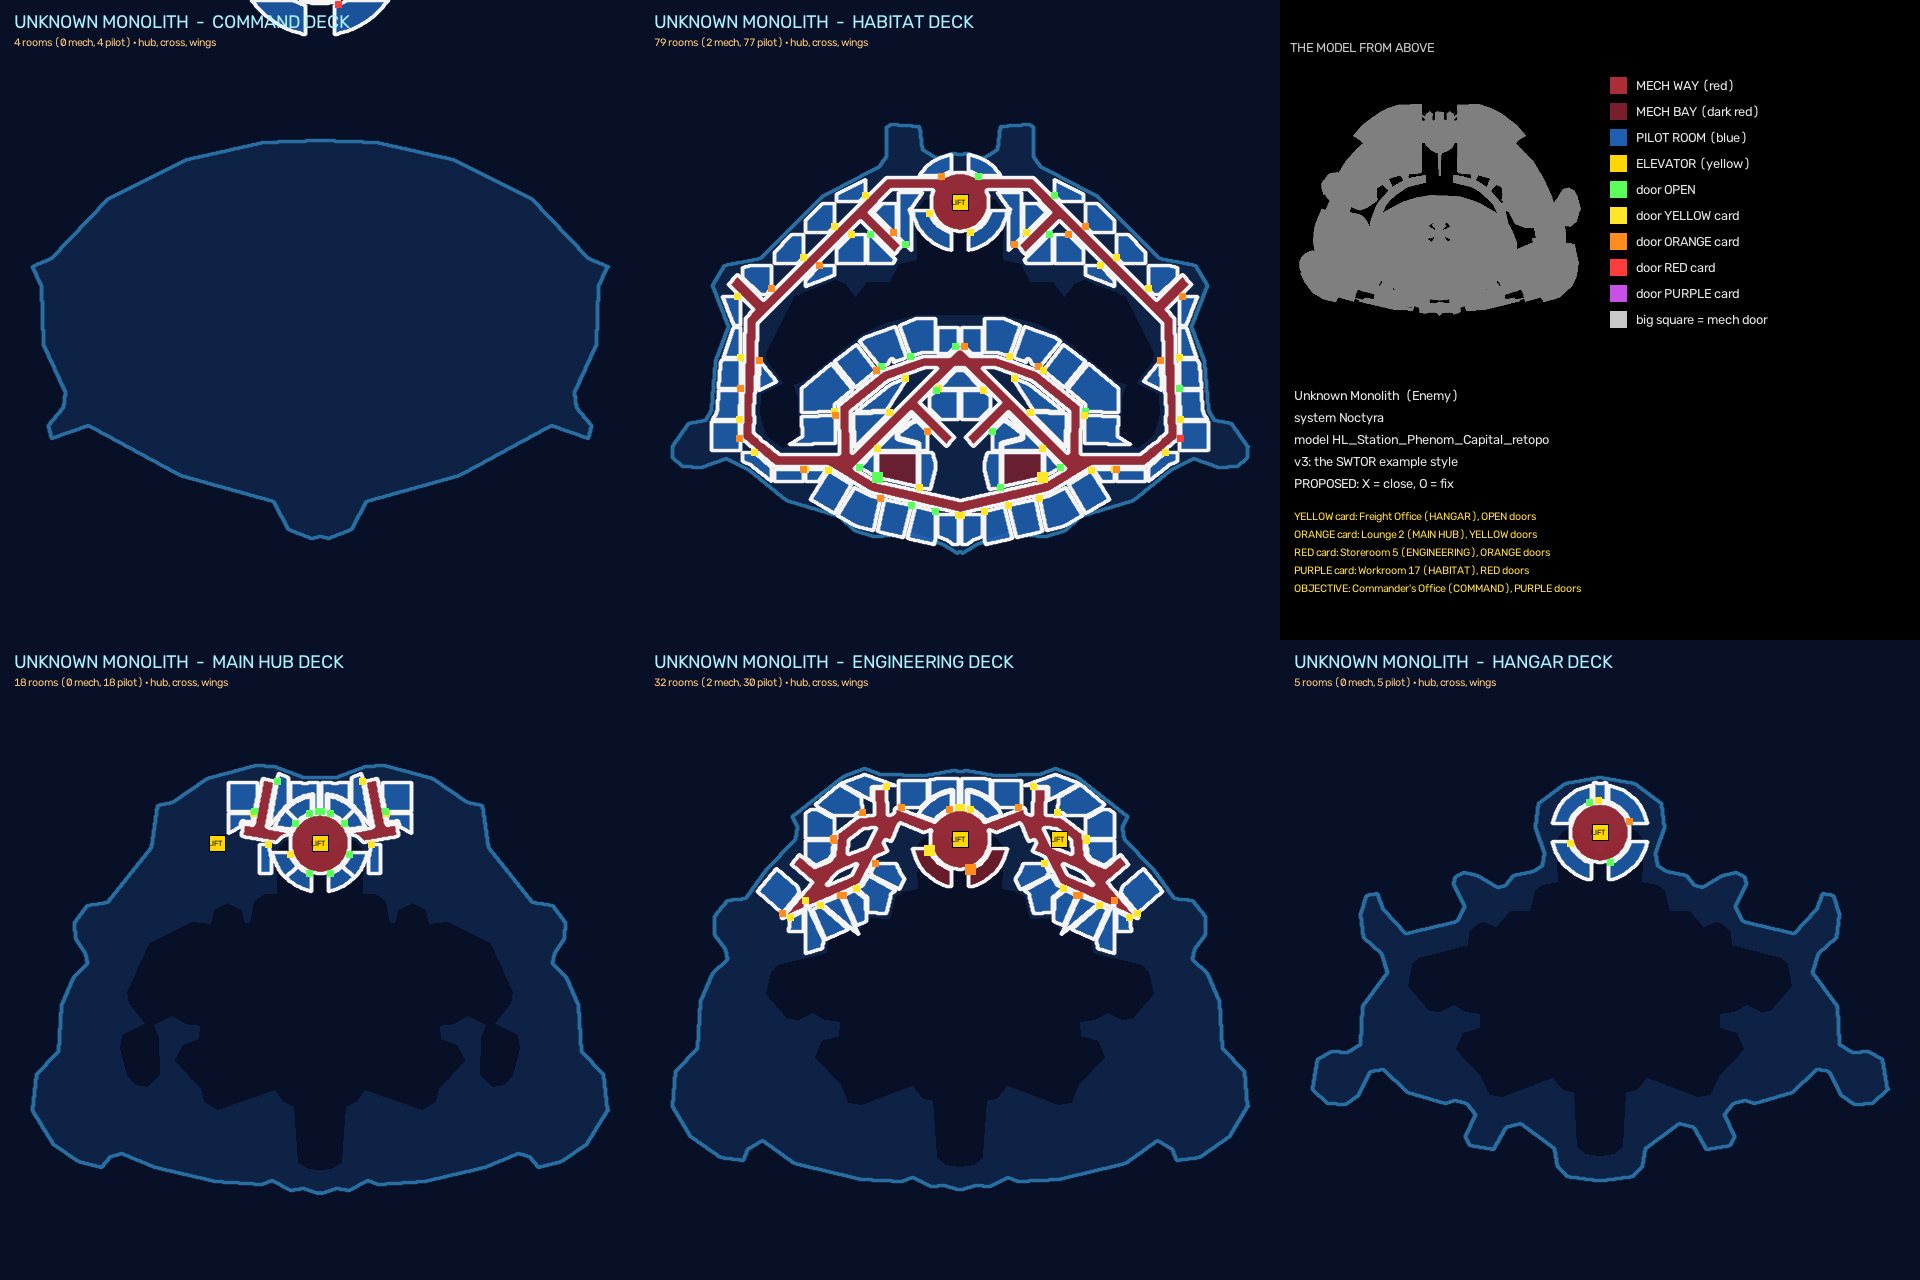 UNKNOWN MONOLITH - COMMAND DECK
4 rooms (0 mech, 4 pilot) • hub, cross, wings
UNKNOWN MONOLITH - HABITAT DECK
79 rooms (2 mech, 77 pilot) • hub, cross, wings
LIFT
THE MODEL FROM ABOVE
MECH WAY (red)
MECH BAY (dark red)
PILOT ROOM (blue)
ELEVATOR (yellow)
door OPEN
door YELLOW card
door ORANGE card
door RED card
door PURPLE card
big square = mech door
Unknown Monolith (Enemy)
system Noctyra
model HL_Station_Phenom_Capital_retopo
v3: the SWTOR example style
PROPOSED: X = close, O = fix
YELLOW card: Freight Office (HANGAR), OPEN doors
ORANGE card: Lounge 2 (MAIN HUB), YELLOW doors
RED card: Storeroom 5 (ENGINEERING), ORANGE doors
PURPLE card: Workroom 17 (HABITAT), RED doors
OBJECTIVE: Commander's Office (COMMAND), PURPLE doors
UNKNOWN MONOLITH - MAIN HUB DECK
18 rooms (0 mech, 18 pilot) • hub, cross, wings
LIFT
LIFT
UNKNOWN MONOLITH - ENGINEERING DECK
32 rooms (2 mech, 30 pilot) • hub, cross, wings
LIFT
LIFT
UNKNOWN MONOLITH - HANGAR DECK
5 rooms (0 mech, 5 pilot) • hub, cross, wings
LIFT